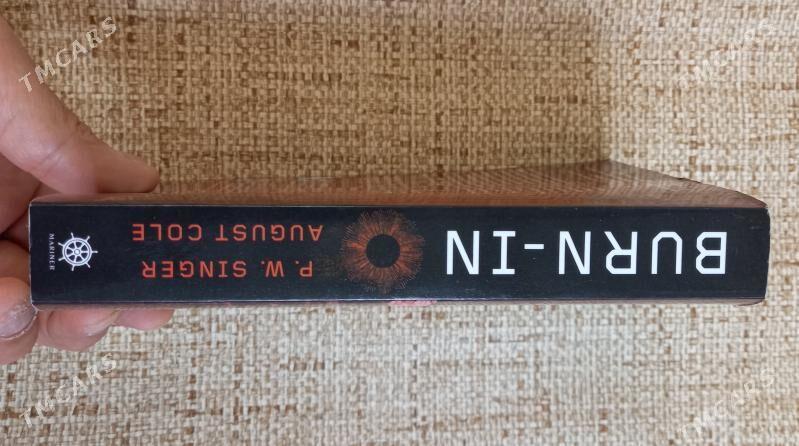 BURN-IN
P. W. SINGER
AUGUST COLE
MARINER
TMCARS
TMCARS
TMCARS
TMCARS